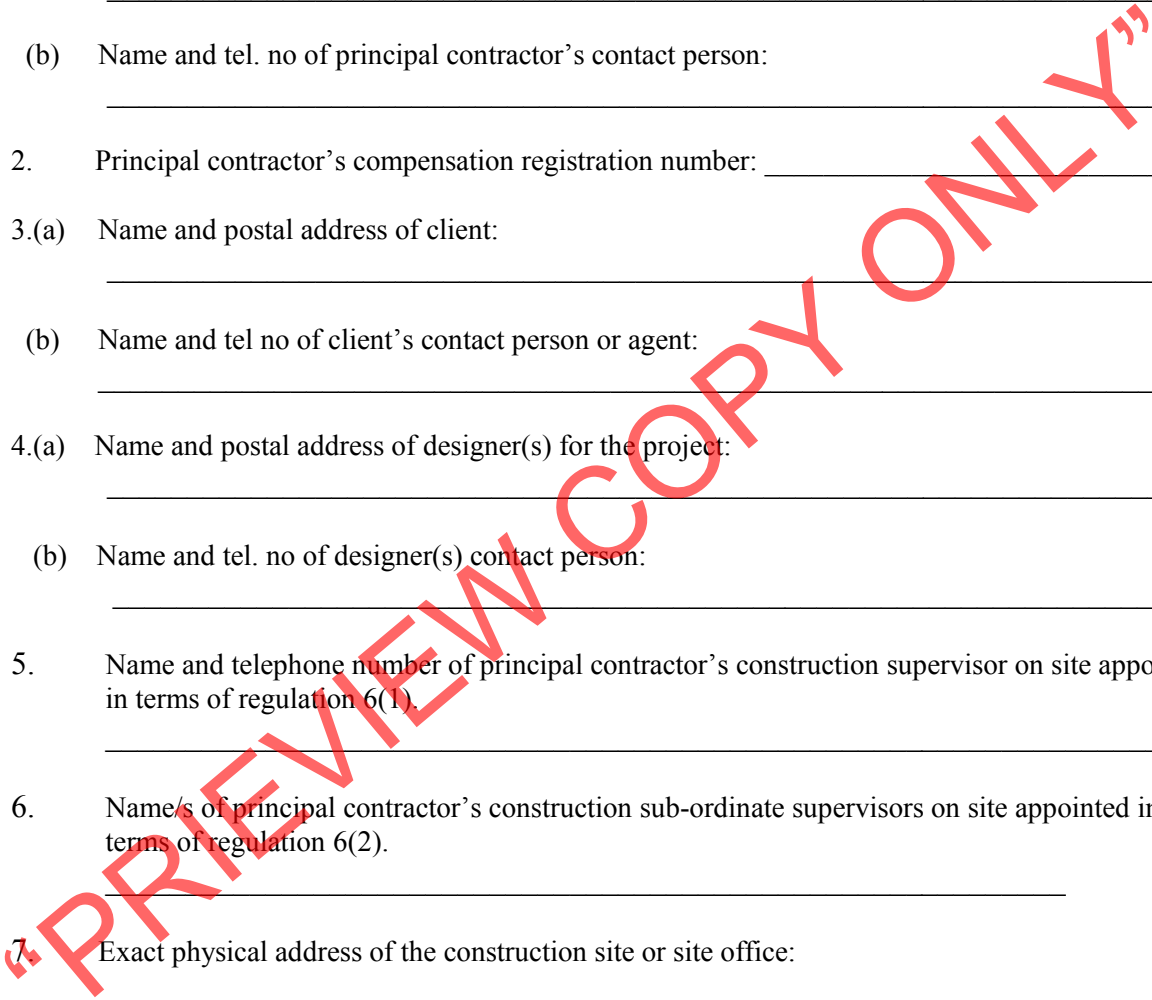 (b) Name and tel. no of principal contractor’s contact person:
2. Principal contractor’s compensation registration number:
3.(a) Name and postal address of client:
(b) Name and tel no of client’s contact person or agent:
4.(a) Name and postal address of designer(s) for the project:
(b) Name and tel. no of designer(s) contact person:
5. Name and telephone number of principal contractor’s construction supervisor on site appo
in terms of regulation 6(1).
6. Name/s of principal contractor’s construction sub-ordinate supervisors on site appointed in
terms of regulation 6(2).
7. Exact physical address of the construction site or site office:
“PRIEVIEW COPY ONLY”